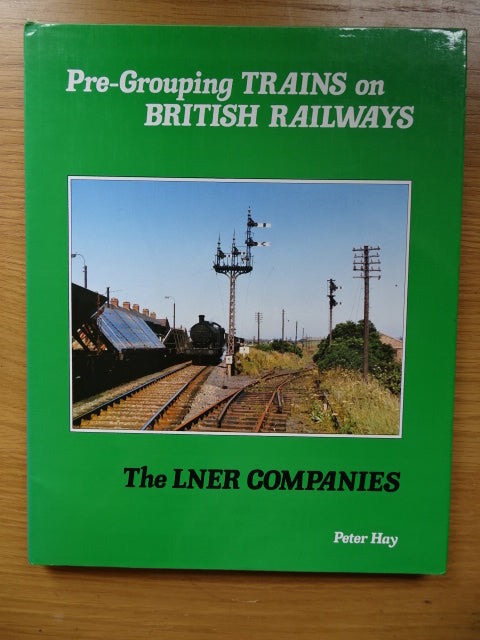 Pre-Grouping TRAINS on
BRITISH RAILWAYS
The LNER COMPANIES
Peter Hay